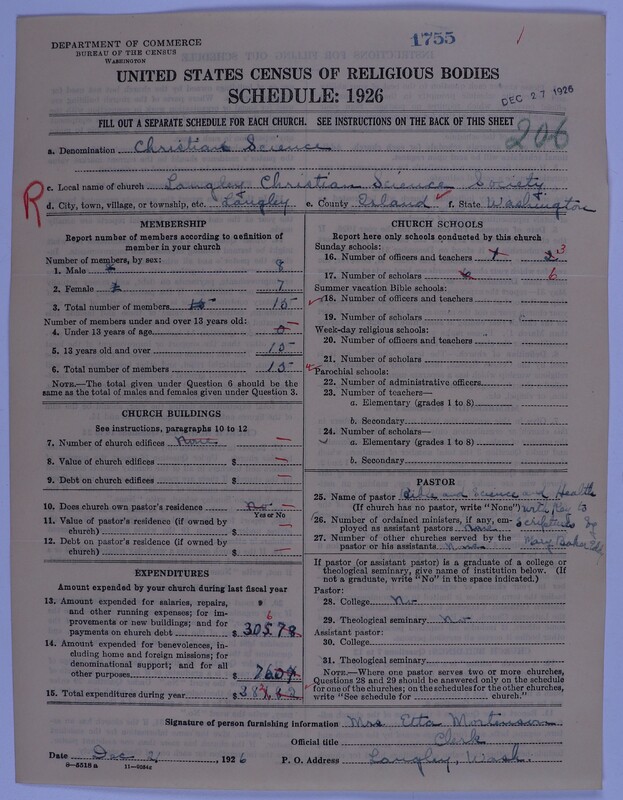 DEPARTMENT OF COMMERCE
BUREAU OF THE CENSUS
WASHINGTON
1755
1
UNITED STATES CENSUS OF RELIGIOUS BODIES
SCHEDULE: 1926
DEC 27 1926
FILL OUT A SEPARATE SCHEDULE FOR EACH CHURCH. SEE INSTRUCTIONS ON THE BACK OF THIS SHEET
206
a. Denomination Christian Science
c. Local name of church Langley Christian Science Society
R
d. City, town, village, or township, etc. Langley e. County Island f. State Washington
MEMBERSHIP
Report number of members according to definition of member in your church
Number of members, by sex:
1. Male 8
2. Female 7
3. Total number of members 15
Number of members under and over 13 years old:
4. Under 13 years of age
5. 13 years old and over 15
6. Total number of members 15
NOTE.—The total given under Question 6 should be the same as the total of males and females given under Question 3.
CHURCH BUILDINGS
See instructions, paragraphs 10 to 12
7. Number of church edifices None —
8. Value of church edifices $ —
9. Debt on church edifices $ —
10. Does church own pastor's residence No —
Yes or No
11. Value of pastor's residence (if owned by church) $ —
12. Debt on pastor's residence (if owned by church) $ —
EXPENDITURES
Amount expended by your church during last fiscal year
13. Amount expended for salaries, repairs, and other running expenses; for improvements or new buildings; and for payments on church debt $ 305.78
6
14. Amount expended for benevolences, including home and foreign missions; for denominational support; and for all other purposes $
15. Total expenditures during year $
CHURCH SCHOOLS
Report here only schools conducted by this church
Sunday schools:
16. Number of officers and teachers 3
17. Number of scholars 6
Summer vacation Bible schools:
18. Number of officers and teachers
19. Number of scholars
Week-day religious schools:
20. Number of officers and teachers
21. Number of scholars
Parochial schools:
22. Number of administrative officers
23. Number of teachers—
a. Elementary (grades 1 to 8)
b. Secondary
24. Number of scholars—
a. Elementary (grades 1 to 8)
b. Secondary
PASTOR
25. Name of pastor Bible and Science and Health
(If church has no pastor, write "None") with Key to
26. Number of ordained ministers, if any, employed as assistant pastors None Scriptures by
27. Number of other churches served by the pastor or his assistants None Mary Baker Eddy
If pastor (or assistant pastor) is a graduate of a college or theological seminary, give name of institution below. (If not a graduate, write "No" in the space indicated.)
Pastor:
28. College No
29. Theological seminary No
Assistant pastor:
30. College
31. Theological seminary
NOTE.—Where one pastor serves two or more churches, Questions 28 and 29 should be answered only on the schedule for one of the churches; on the schedules for the other churches, write "See schedule for church."
Signature of person furnishing information Mrs. Etta Mortensen
Official title Clerk
Date Dec 21, 1926 P. O. Address Langley, Wash.
8—5518 a